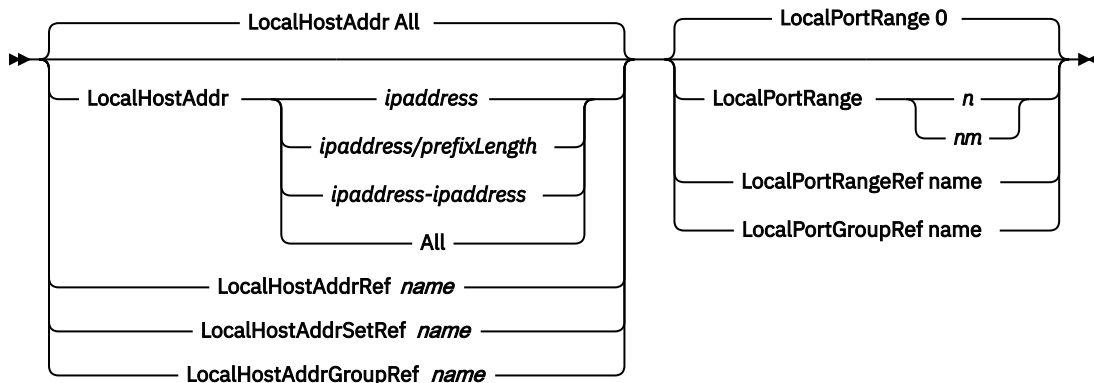 LocalHostAddr All
LocalPortRange 0
LocalHostAddr ipaddress
ipaddress/prefixLength
ipaddress-ipaddress
All
LocalHostAddrRef name
LocalHostAddrSetRef name
LocalHostAddrGroupRef name
LocalPortRange n
nm
LocalPortRangeRef name
LocalPortGroupRef name